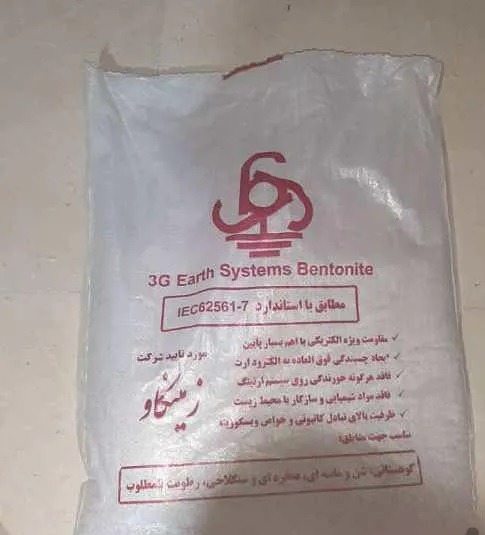 3G Earth Systems Bentonite
مطابق با استاندارد IEC62561-7
مورد تایید شرکت
زمینکاو
✓ مقاومت ویژه الکتریکی با اهم بسیار پایین
✓ ایجاد چسبندگی فوق العاده به الکترود ارت
✓ فاقد هرگونه خورندگی روی سیستم ارتینگ
✓ فاقد مواد شیمیایی و سازگار با محیط زیست
✓ ظرفیت بالای تبادل کاتیونی و خواص ویسکوزیته
مناسب جهت مناطق:
کوهستانی، شن و ماسه ای، صخره ای و سنگلاخی، رطوبت نامطلوب